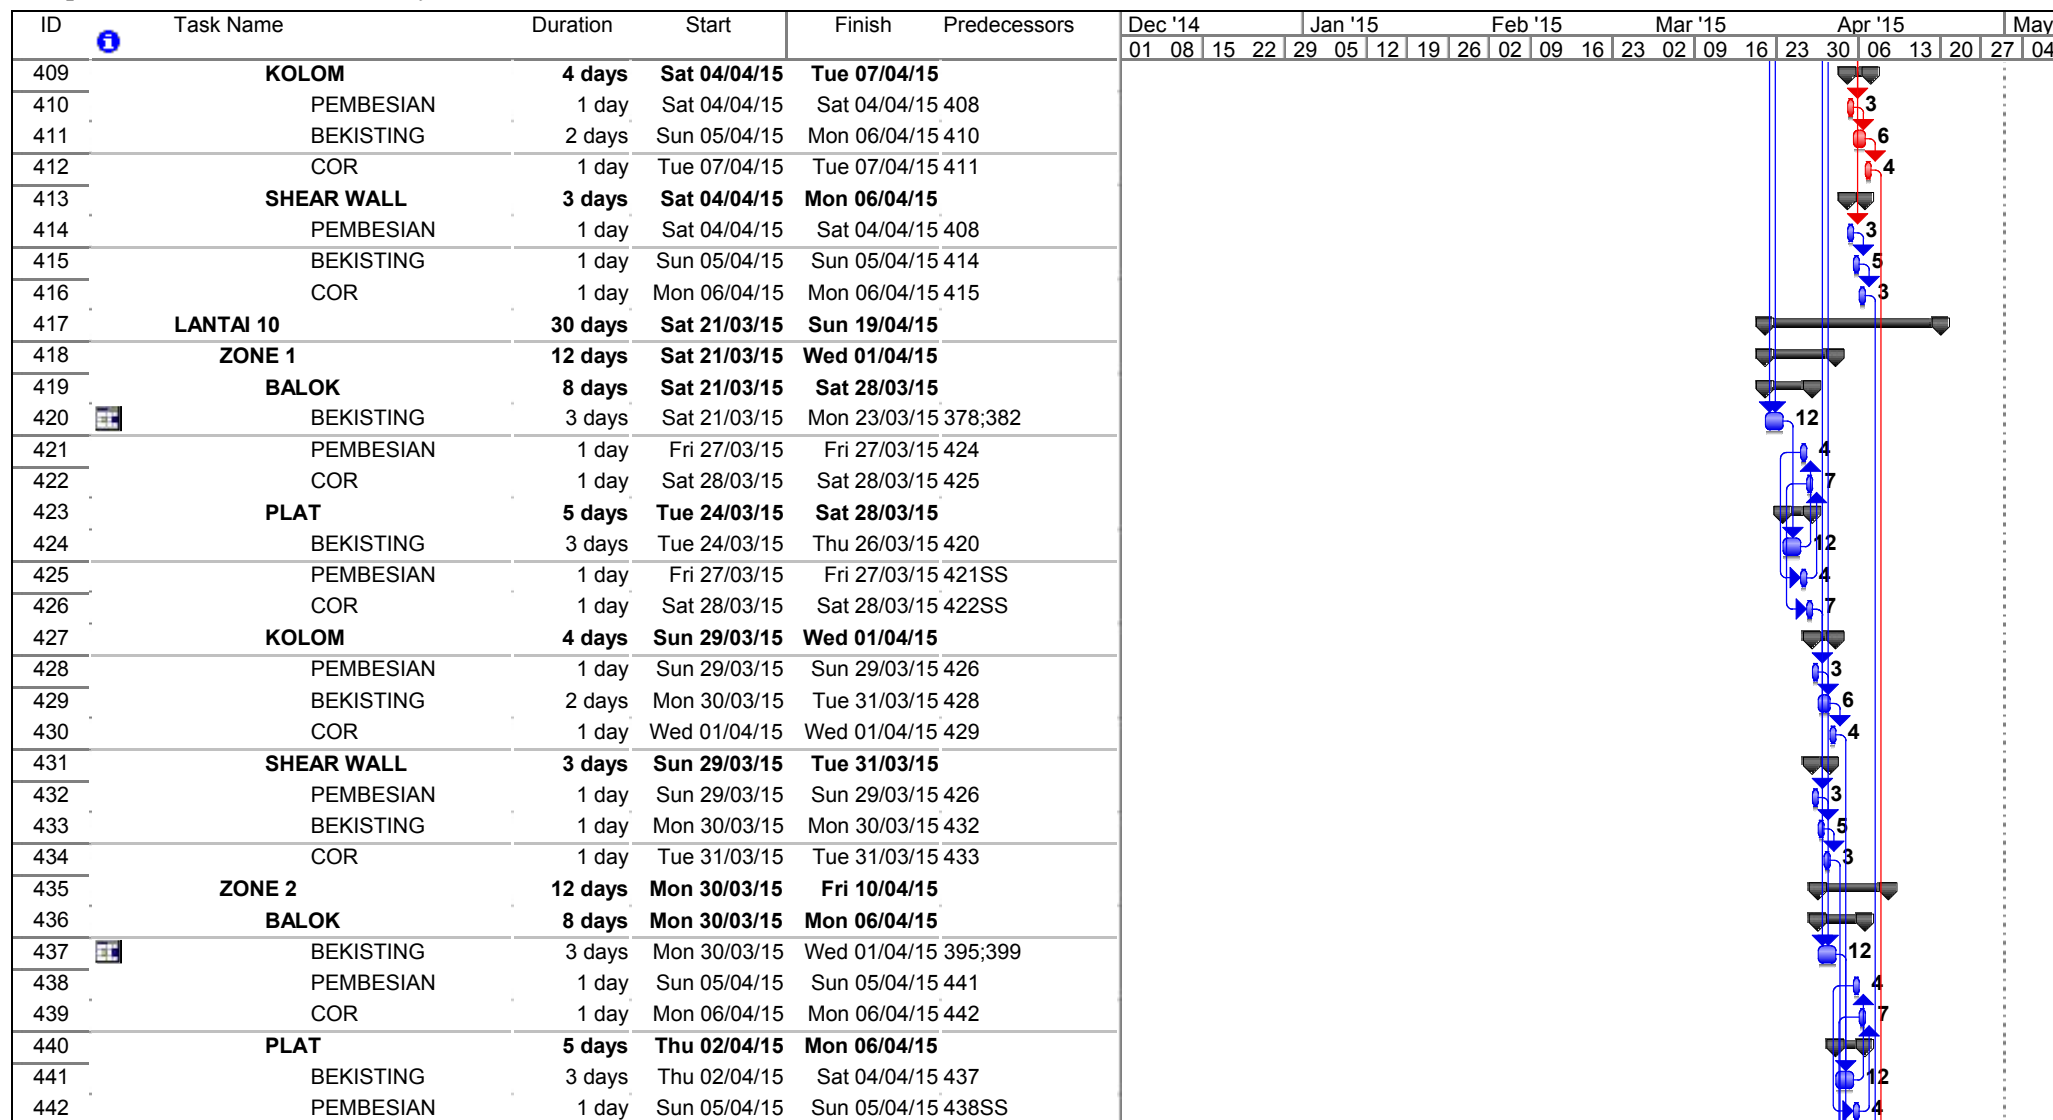 ID Task Name Duration Start Finish Predecessors Dec '14 Jan '15 Feb '15 Mar '15 Apr '15 May
01 08 15 22 29 05 12 19 26 02 09 16 23 02 09 16 23 30 06 13 20 27 04
409 KOLOM 4 days Sat 04/04/15 Tue 07/04/15
410 PEMBESIAN 1 day Sat 04/04/15 Sat 04/04/15 408 3
411 BEKISTING 2 days Sun 05/04/15 Mon 06/04/15 410 6
412 COR 1 day Tue 07/04/15 Tue 07/04/15 411 4
413 SHEAR WALL 3 days Sat 04/04/15 Mon 06/04/15
414 PEMBESIAN 1 day Sat 04/04/15 Sat 04/04/15 408 3
415 BEKISTING 1 day Sun 05/04/15 Sun 05/04/15 414 5
416 COR 1 day Mon 06/04/15 Mon 06/04/15 415 3
417 LANTAI 10 30 days Sat 21/03/15 Sun 19/04/15
418 ZONE 1 12 days Sat 21/03/15 Wed 01/04/15
419 BALOK 8 days Sat 21/03/15 Sat 28/03/15
420 BEKISTING 3 days Sat 21/03/15 Mon 23/03/15 378;382 12
421 PEMBESIAN 1 day Fri 27/03/15 Fri 27/03/15 424 4
422 COR 1 day Sat 28/03/15 Sat 28/03/15 425 7
423 PLAT 5 days Tue 24/03/15 Sat 28/03/15
424 BEKISTING 3 days Tue 24/03/15 Thu 26/03/15 420 12
425 PEMBESIAN 1 day Fri 27/03/15 Fri 27/03/15 421SS 4
426 COR 1 day Sat 28/03/15 Sat 28/03/15 422SS 7
427 KOLOM 4 days Sun 29/03/15 Wed 01/04/15
428 PEMBESIAN 1 day Sun 29/03/15 Sun 29/03/15 426 3
429 BEKISTING 2 days Mon 30/03/15 Tue 31/03/15 428 6
430 COR 1 day Wed 01/04/15 Wed 01/04/15 429 4
431 SHEAR WALL 3 days Sun 29/03/15 Tue 31/03/15
432 PEMBESIAN 1 day Sun 29/03/15 Sun 29/03/15 426 3
433 BEKISTING 1 day Mon 30/03/15 Mon 30/03/15 432 5
434 COR 1 day Tue 31/03/15 Tue 31/03/15 433 3
435 ZONE 2 12 days Mon 30/03/15 Fri 10/04/15
436 BALOK 8 days Mon 30/03/15 Mon 06/04/15
437 BEKISTING 3 days Mon 30/03/15 Wed 01/04/15 395;399 12
438 PEMBESIAN 1 day Sun 05/04/15 Sun 05/04/15 441 4
439 COR 1 day Mon 06/04/15 Mon 06/04/15 442 7
440 PLAT 5 days Thu 02/04/15 Mon 06/04/15
441 BEKISTING 3 days Thu 02/04/15 Sat 04/04/15 437 12
442 PEMBESIAN 1 day Sun 05/04/15 Sun 05/04/15 438SS 4